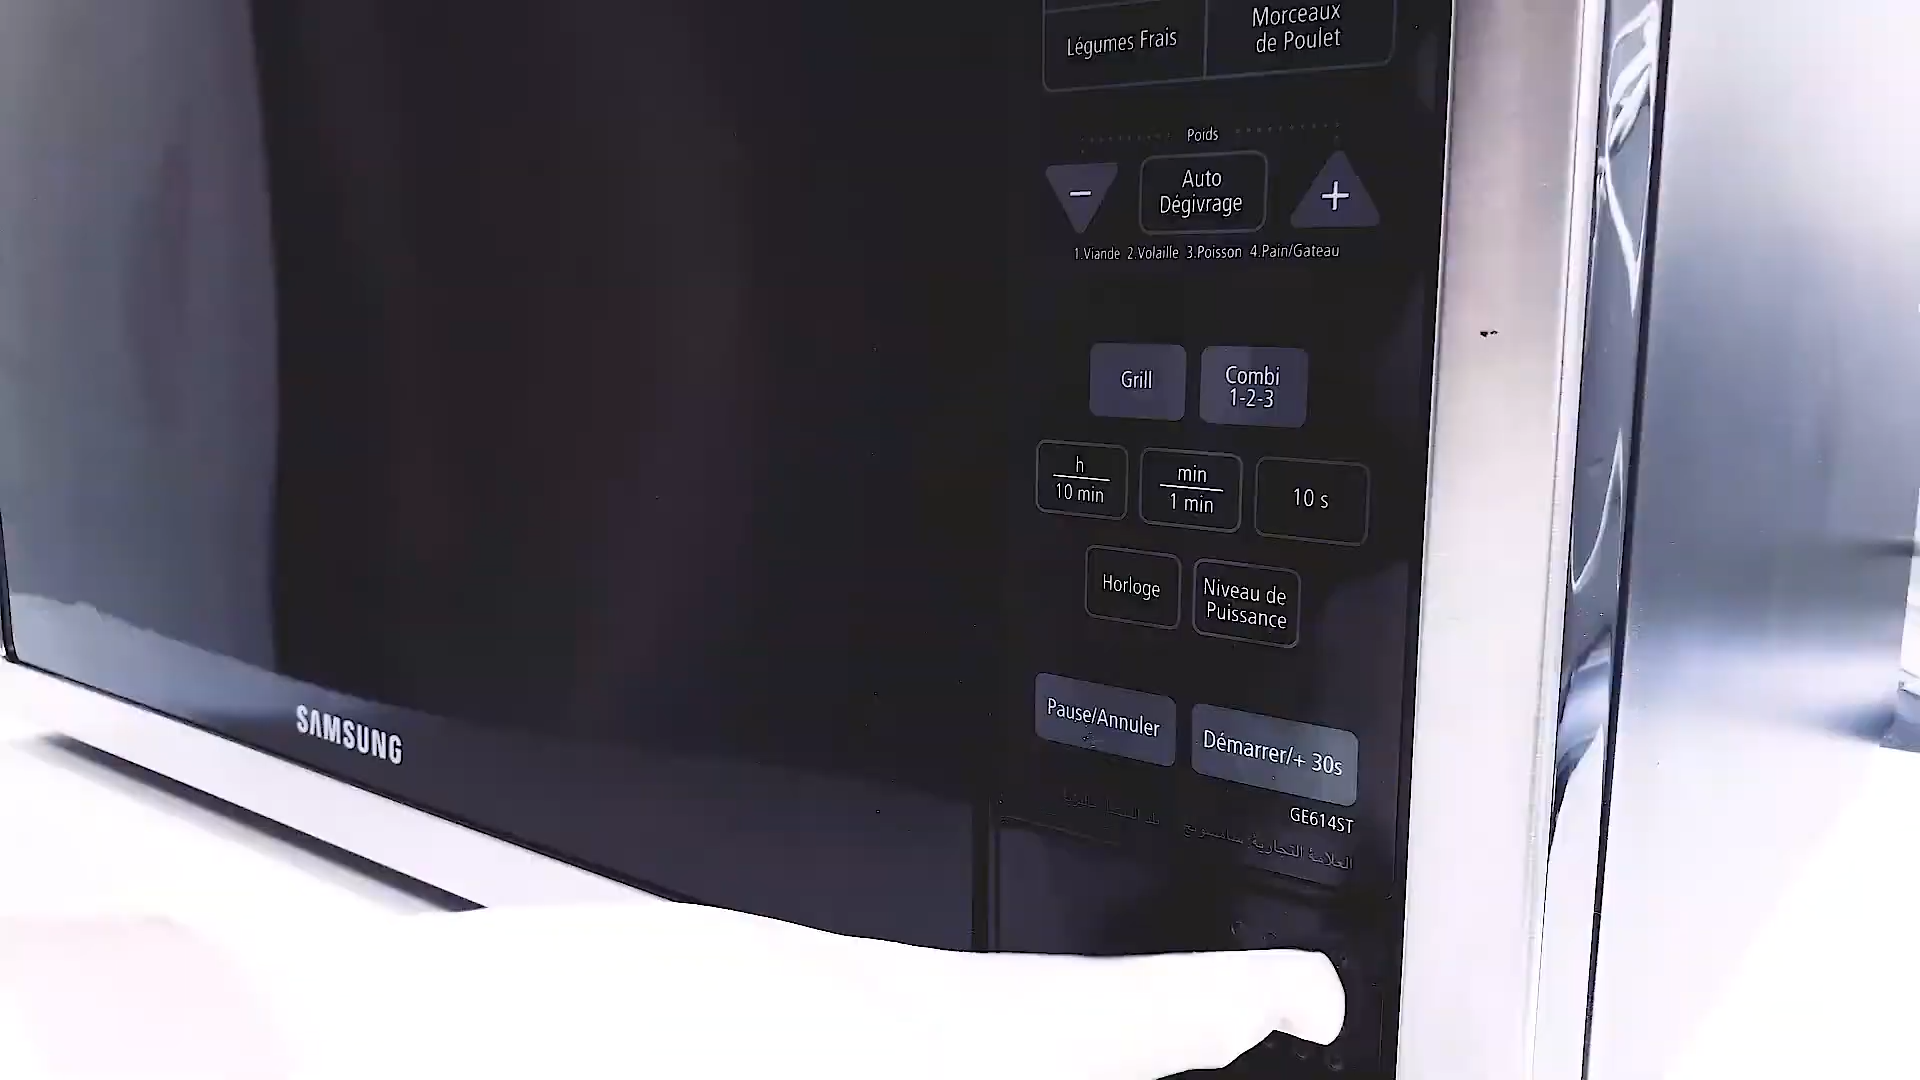 Légumes Frais
Morceaux
de Poulet
Poids
−
Auto
Dégivrage
+
1.Viande 2.Volaille 3.Poisson 4.Pain/Gateau
Grill
Combi
1-2-3
h
10 min
min
1 min
10 s
Horloge
Niveau de
Puissance
Pause/Annuler
Démarrer/+ 30s
SAMSUNG
GE614ST
العلامة التجارية: سامسونج